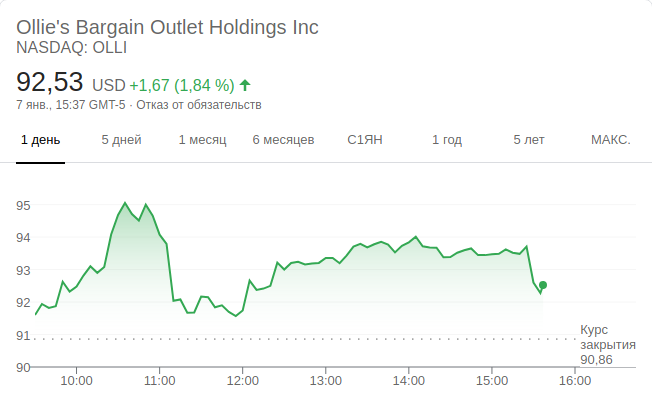 Ollie's Bargain Outlet Holdings Inc
NASDAQ: OLLI
92,53 USD +1,67 (1,84 %)
7 янв., 15:37 GMT-5 · Отказ от обязательств
1 день 5 дней 1 месяц 6 месяцев С1ЯН 1 год 5 лет МАКС.
95
94
93
92
91
90
Курс
закрытия
90,86
10:00 11:00 12:00 13:00 14:00 15:00 16:00